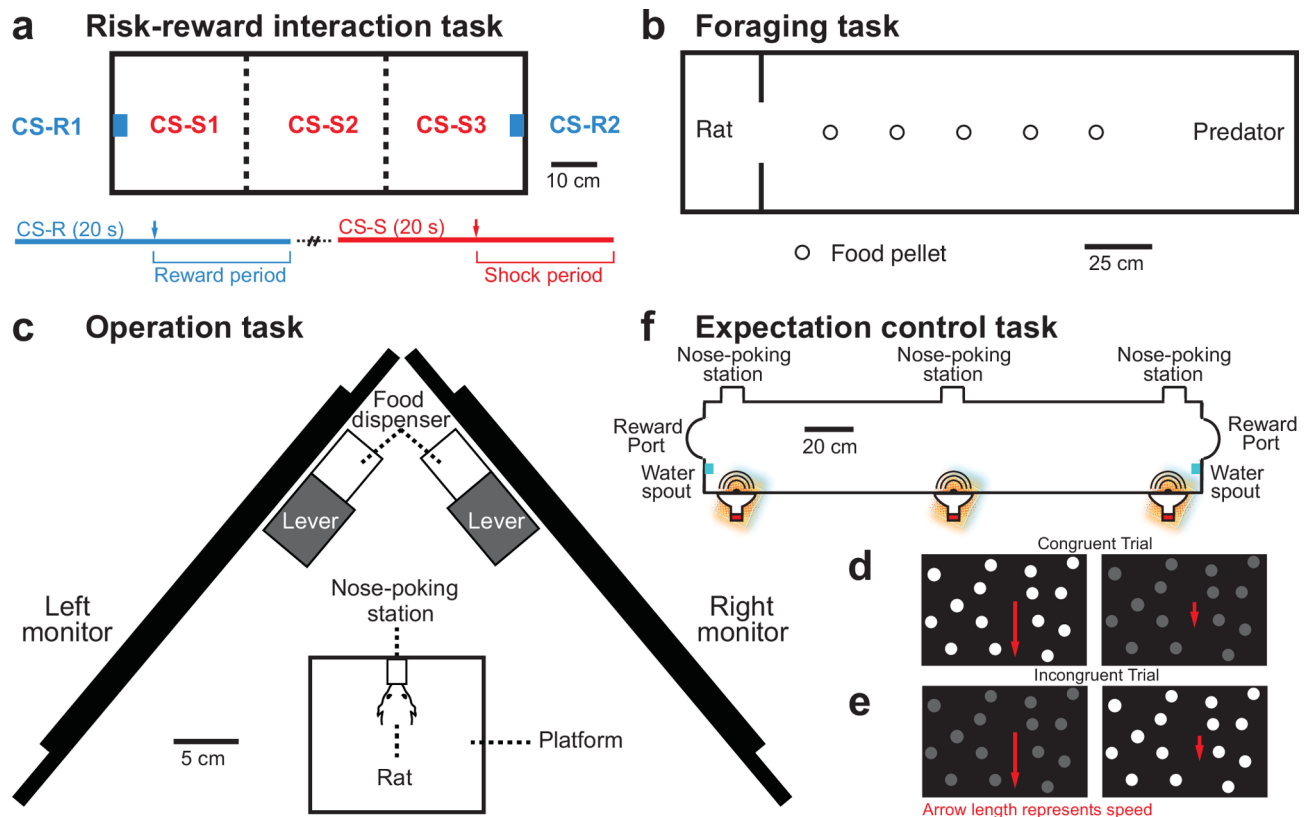 a Risk-reward interaction task
CS-R1 CS-S1 CS-S2 CS-S3 CS-R2
10 cm
CS-R (20 s) CS-S (20 s)
Reward period Shock period
b Foraging task
Rat Predator
Food pellet
25 cm
c Operation task
Food
dispenser
Lever Lever
Nose-poking
station
Left
monitor
Right
monitor
Platform
Rat
5 cm
f Expectation control task
Nose-poking
station
Nose-poking
station
Nose-poking
station
Reward
Port
20 cm
Reward
Port
Water
spout
Water
spout
Congruent Trial
d
Incongruent Trial
e
Arrow length represents speed